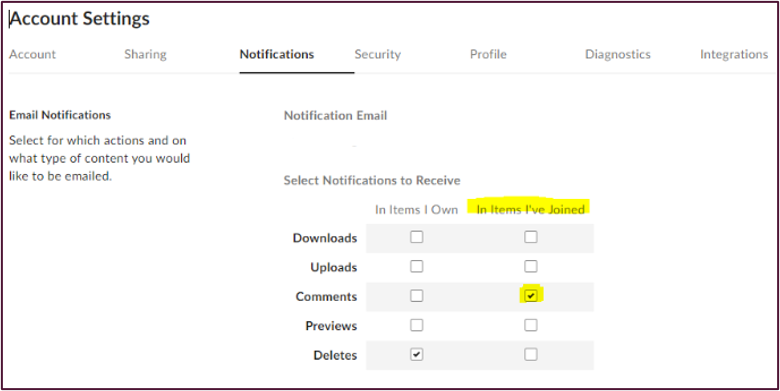 Account Settings
Account Sharing Notifications Security Profile Diagnostics Integrations
Email Notifications
Select for which actions and on
what type of content you would
like to be emailed.
Notification Email
Select Notifications to Receive
In Items I Own In Items I've Joined
Downloads
Uploads
Comments
Previews
Deletes